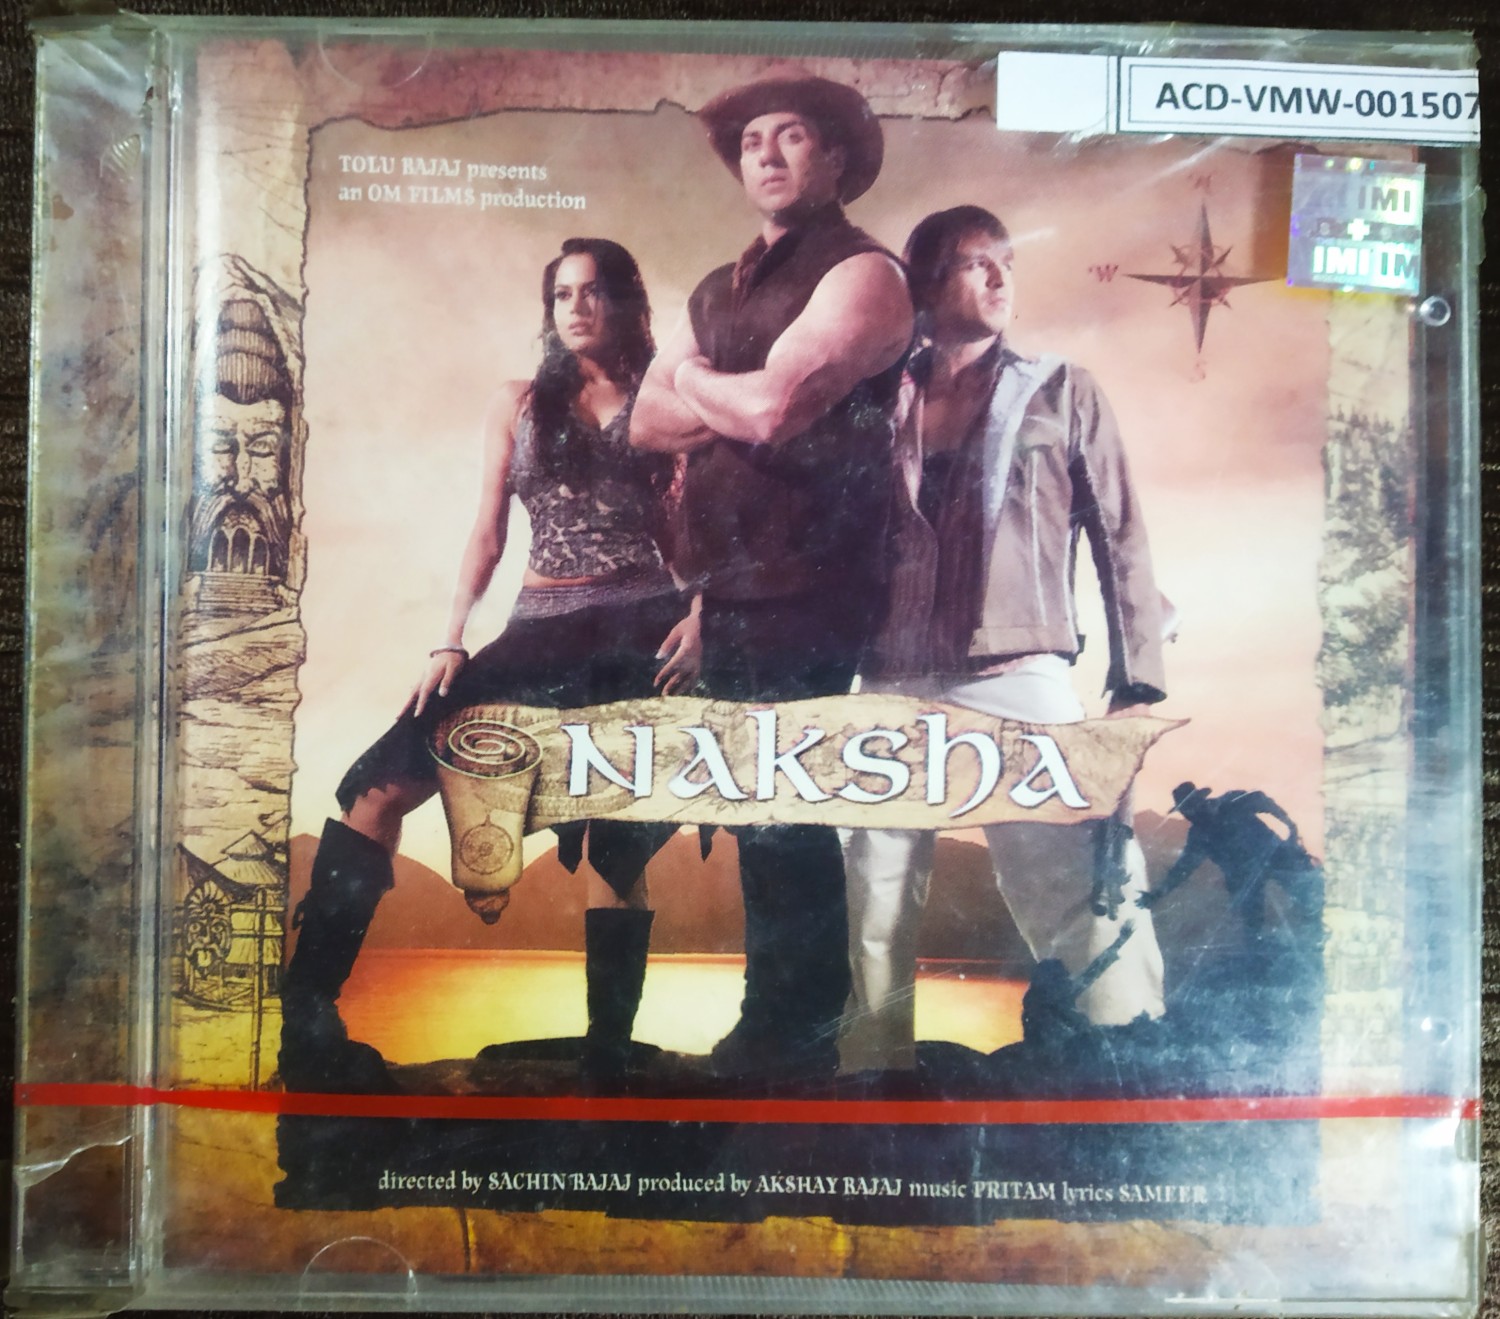 ACD-VMW-001507
TOLU BAJAJ presents
an OM FILMS production
IMI
IMI
W
NAKSHA
directed by SACHIN BAJAJ produced by AKSHAY BAJAJ music PRITAM lyrics SAMEER